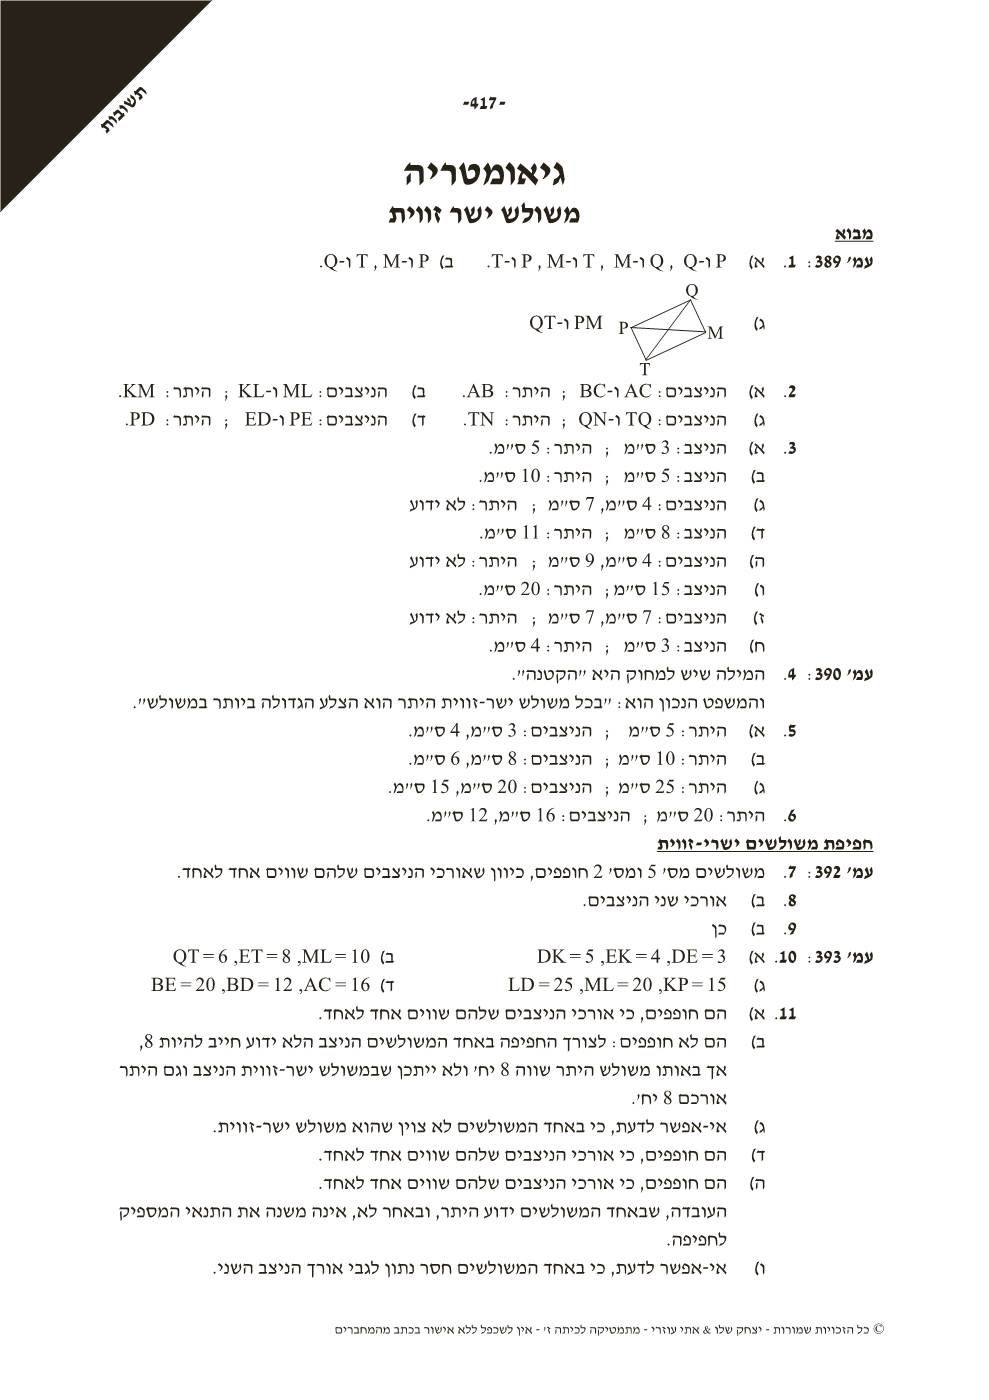 תשובות
-417-
גיאומטריה
משולש ישר זווית
מבוא
עמ׳ 389: 1. א) P ו-Q , Q ו-M , T ו-M , P ו-T. ב) P ו-M , T ו-Q.
Q
ג) PM ו-QT P M
T
2. א) הניצבים: AC ו-BC ; היתר: AB. ב) הניצבים: ML ו-KL ; היתר: KM.
ג) הניצבים: TQ ו-QN ; היתר: TN. ד) הניצבים: PE ו-ED ; היתר: PD.
3. א) הניצב: 3 ס״מ ; היתר: 5 ס״מ.
ב) הניצב: 5 ס״מ ; היתר: 10 ס״מ.
ג) הניצבים: 4 ס״מ, 7 ס״מ ; היתר: לא ידוע
ד) הניצב: 8 ס״מ ; היתר: 11 ס״מ.
ה) הניצבים: 4 ס״מ, 9 ס״מ ; היתר: לא ידוע
ו) הניצב: 15 ס״מ ; היתר: 20 ס״מ.
ז) הניצבים: 7 ס״מ, 7 ס״מ ; היתר: לא ידוע
ח) הניצב: 3 ס״מ ; היתר: 4 ס״מ.
עמ׳ 390: 4. המילה שיש למחוק היא ״הקטנה״.
והמשפט הנכון הוא: ״בכל משולש ישר-זווית היתר הוא הצלע הגדולה ביותר במשולש״.
5. א) היתר: 5 ס״מ ; הניצבים: 3 ס״מ, 4 ס״מ.
ב) היתר: 10 ס״מ ; הניצבים: 8 ס״מ, 6 ס״מ.
ג) היתר: 25 ס״מ ; הניצבים: 20 ס״מ, 15 ס״מ.
6. היתר: 20 ס״מ ; הניצבים: 16 ס״מ, 12 ס״מ.
חפיפת משולשים ישרי-זווית
עמ׳ 392: 7. משולשים מס׳ 5 ומס׳ 2 חופפים, כיוון שאורכי הניצבים שלהם שווים אחד לאחד.
8. ב) אורכי שני הניצבים.
9. ב) כן
עמ׳ 393: 10. א) DE = 3, EK = 4, DK = 5 ב) ML = 10, ET = 8, QT = 6
ג) KP = 15, ML = 20, LD = 25 ד) AC = 16, BD = 12, BE = 20
11. א) הם חופפים, כי אורכי הניצבים שלהם שווים אחד לאחד.
ב) הם לא חופפים: לצורך החפיפה באחד המשולשים הניצב הלא ידוע חייב להיות 8,
אך באותו משולש היתר שווה 8 יח׳ ולא ייתכן שבמשולש ישר-זווית הניצב וגם היתר
אורכם 8 יח׳.
ג) אי-אפשר לדעת, כי באחד המשולשים לא צוין שהוא משולש ישר-זווית.
ד) הם חופפים, כי אורכי הניצבים שלהם שווים אחד לאחד.
ה) הם חופפים, כי אורכי הניצבים שלהם שווים אחד לאחד.
העובדה, שבאחד המשולשים ידוע היתר, ובאחר לא, אינה משנה את התנאי המספיק
לחפיפה.
ו) אי-אפשר לדעת, כי באחד המשולשים חסר נתון לגבי אורך הניצב השני.
© כל הזכויות שמורות - יצחק שלו & אתי עוזרי - מתמטיקה לכיתה ז׳ - אין לשכפל ללא אישור בכתב מהמחברים